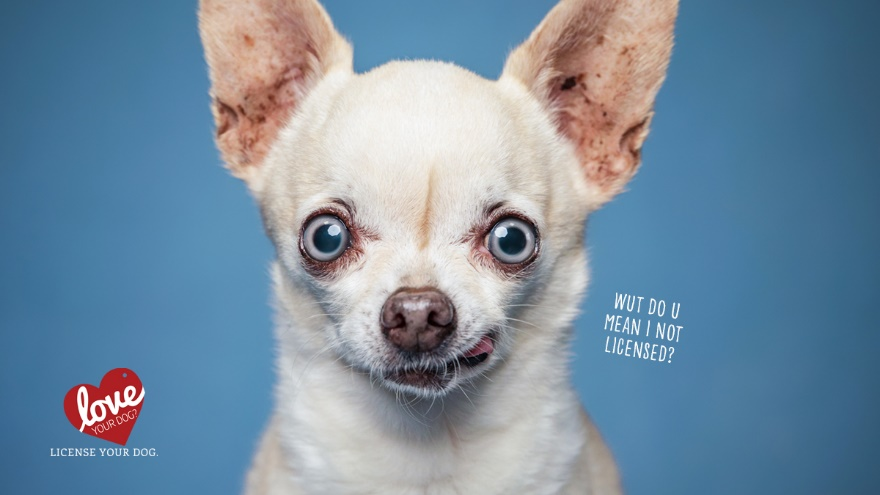 WUT DO U
MEAN I NOT
LICENSED?
love
YOUR DOG?
LICENSE YOUR DOG.